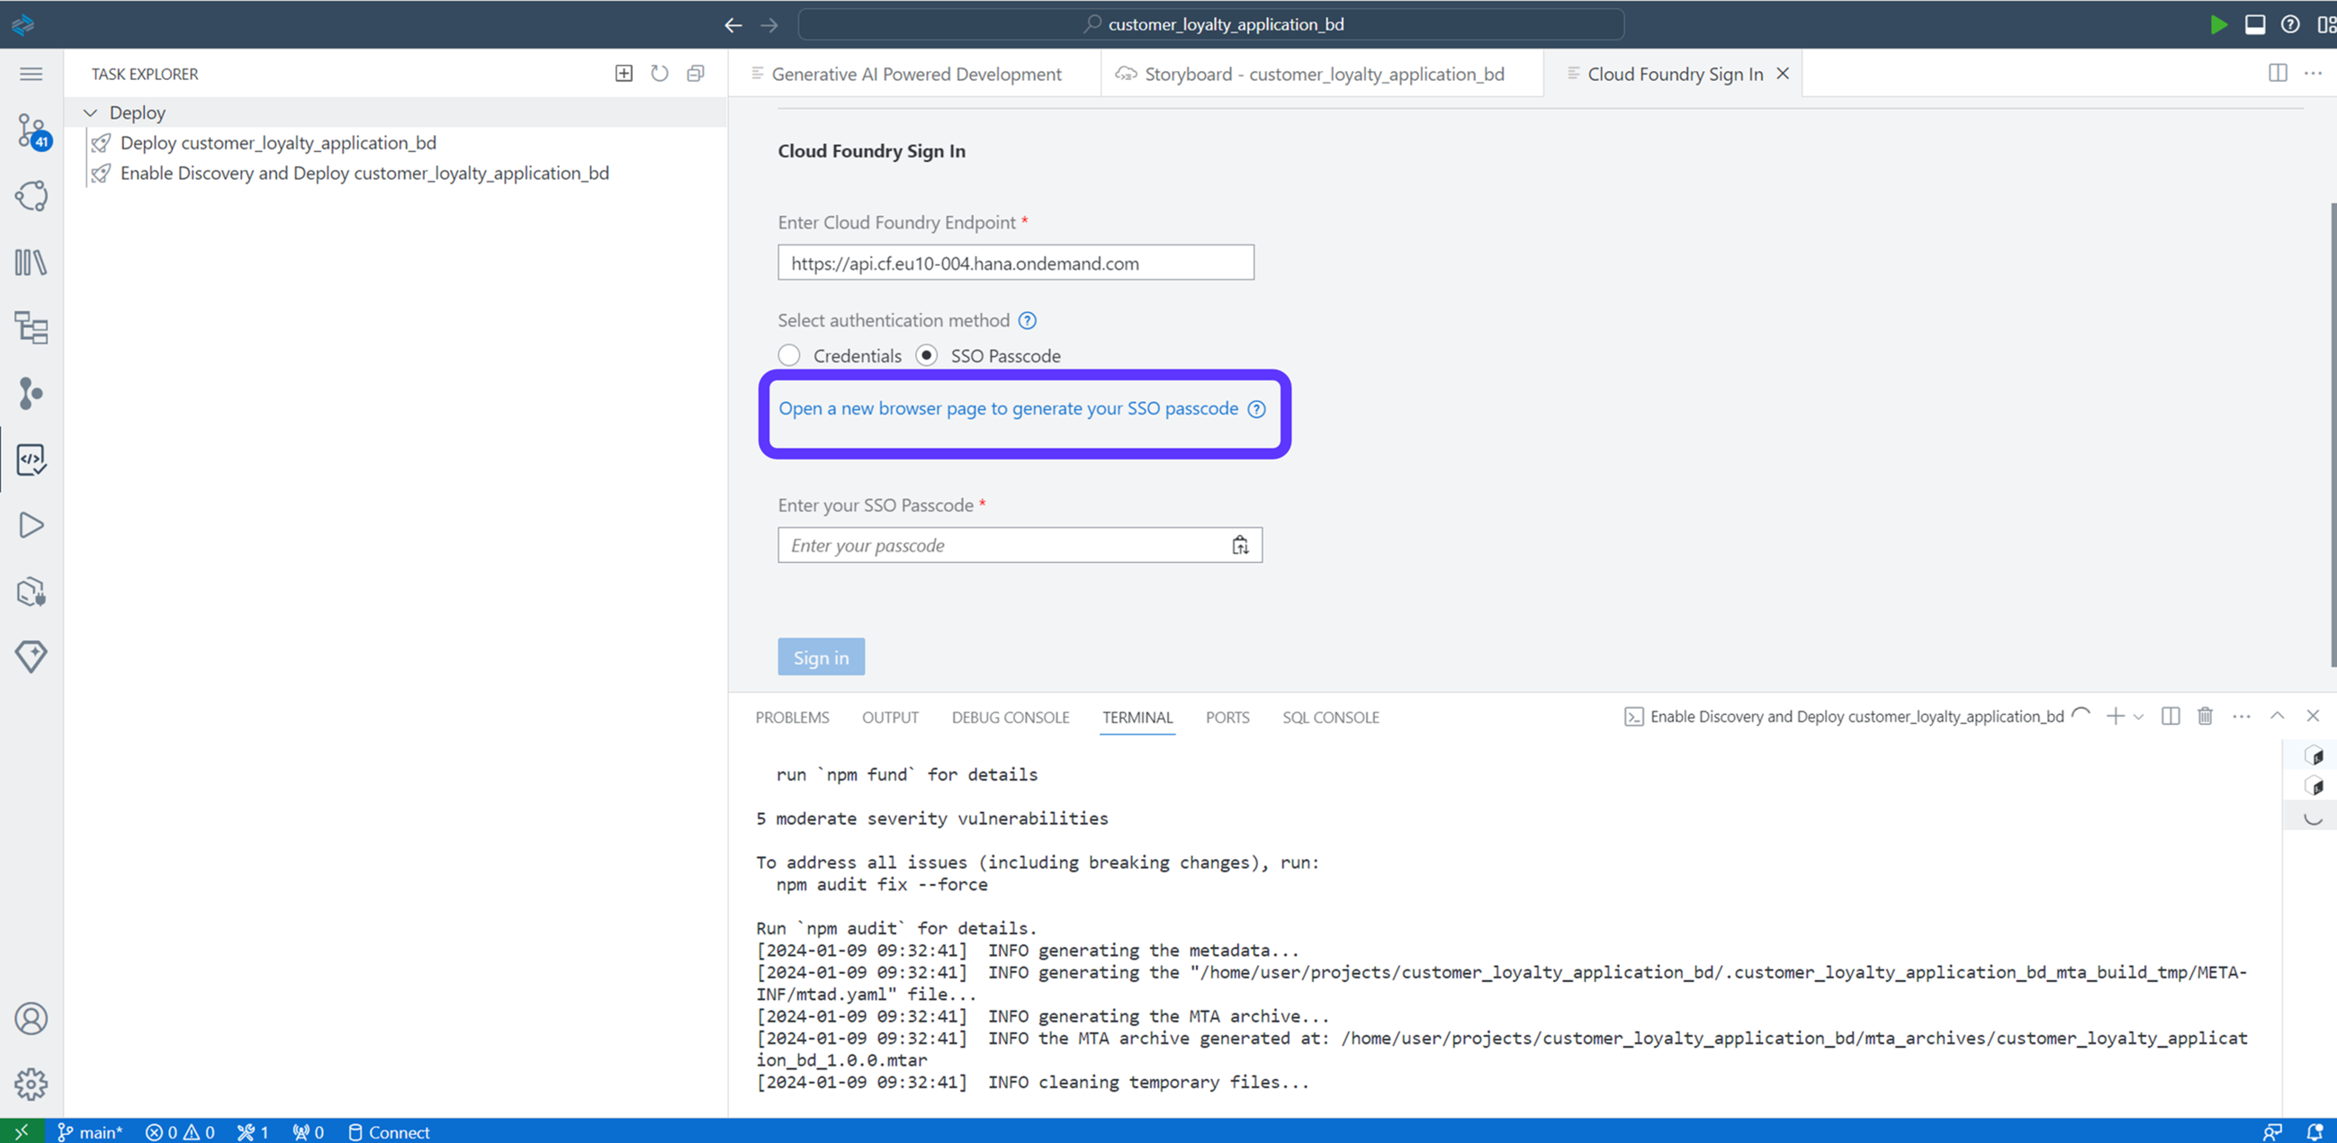 customer_loyalty_application_bd
TASK EXPLORER
Generative AI Powered Development
Storyboard - customer_loyalty_application_bd
Cloud Foundry Sign In
Deploy
Deploy customer_loyalty_application_bd
Enable Discovery and Deploy customer_loyalty_application_bd
41
Cloud Foundry Sign In
Enter Cloud Foundry Endpoint *
https://api.cf.eu10-004.hana.ondemand.com
Select authentication method
Credentials
SSO Passcode
Open a new browser page to generate your SSO passcode
Enter your SSO Passcode *
Enter your passcode
Sign in
PROBLEMS
OUTPUT
DEBUG CONSOLE
TERMINAL
PORTS
SQL CONSOLE
Enable Discovery and Deploy customer_loyalty_application_bd
run `npm fund` for details
5 moderate severity vulnerabilities
To address all issues (including breaking changes), run:
npm audit fix --force
Run `npm audit` for details.
[2024-01-09 09:32:41]  INFO generating the metadata...
[2024-01-09 09:32:41]  INFO generating the "/home/user/projects/customer_loyalty_application_bd/.customer_loyalty_application_bd_mta_build_tmp/META-
INF/mtad.yaml" file...
[2024-01-09 09:32:41]  INFO generating the MTA archive...
[2024-01-09 09:32:41]  INFO the MTA archive generated at: /home/user/projects/customer_loyalty_application_bd/mta_archives/customer_loyalty_applicat
ion_bd_1.0.0.mtar
[2024-01-09 09:32:41]  INFO cleaning temporary files...
main*
0
0
1
0
Connect